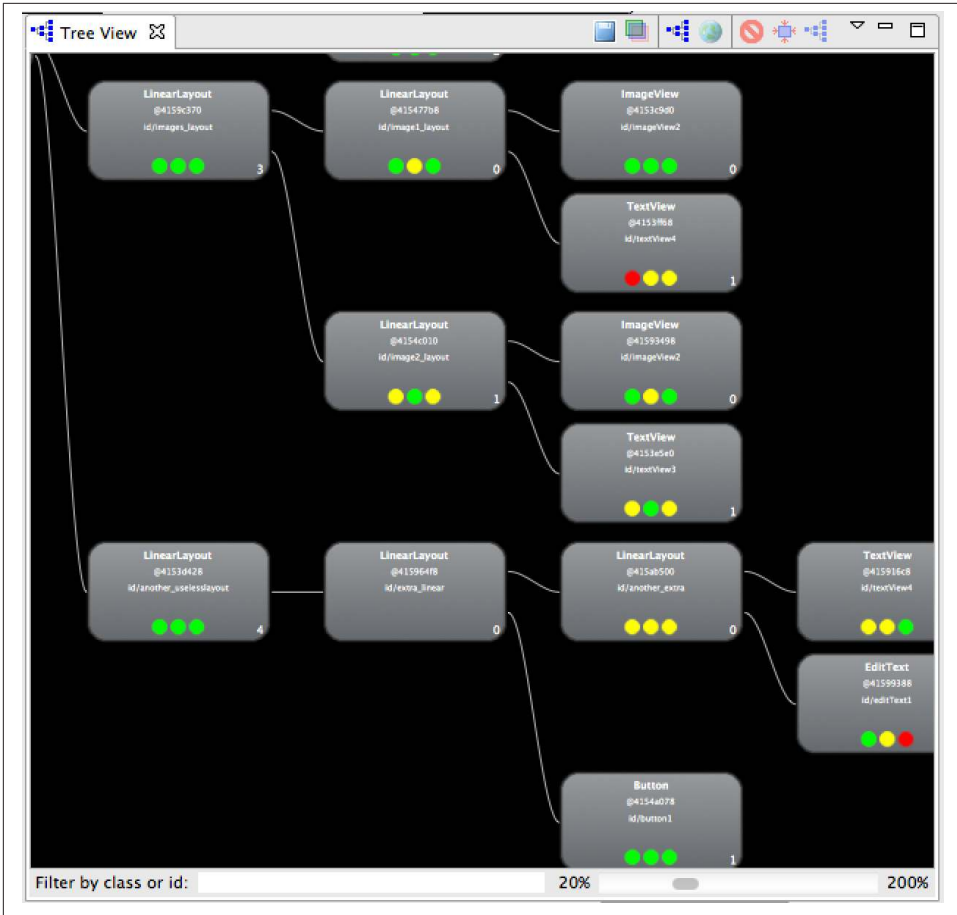 Tree View
LinearLayout
@4159c370
id/images_layout
3
LinearLayout
@415477b8
id/image1_layout
0
ImageView
@4153c9d0
id/imageView2
0
TextView
@4153ff68
id/textView4
1
LinearLayout
@4154c010
id/image2_layout
1
ImageView
@41593498
id/imageView2
0
TextView
@4153e5e0
id/textView3
1
LinearLayout
@4153d428
id/another_uselesslayout
4
LinearLayout
@415964f8
id/extra_linear
0
LinearLayout
@415ab500
id/another_extra
0
TextView
@415916c8
id/textView4
EditText
@41599388
id/editText1
Button
@4154a078
id/button1
1
Filter by class or id:
20%
200%